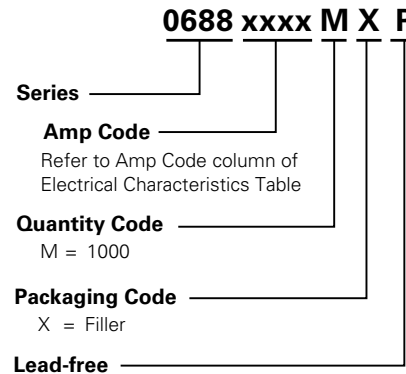 0688 xxxx M X P
Series
Amp Code
Refer to Amp Code column of
Electrical Characteristics Table
Quantity Code
M = 1000
Packaging Code
X = Filler
Lead-free